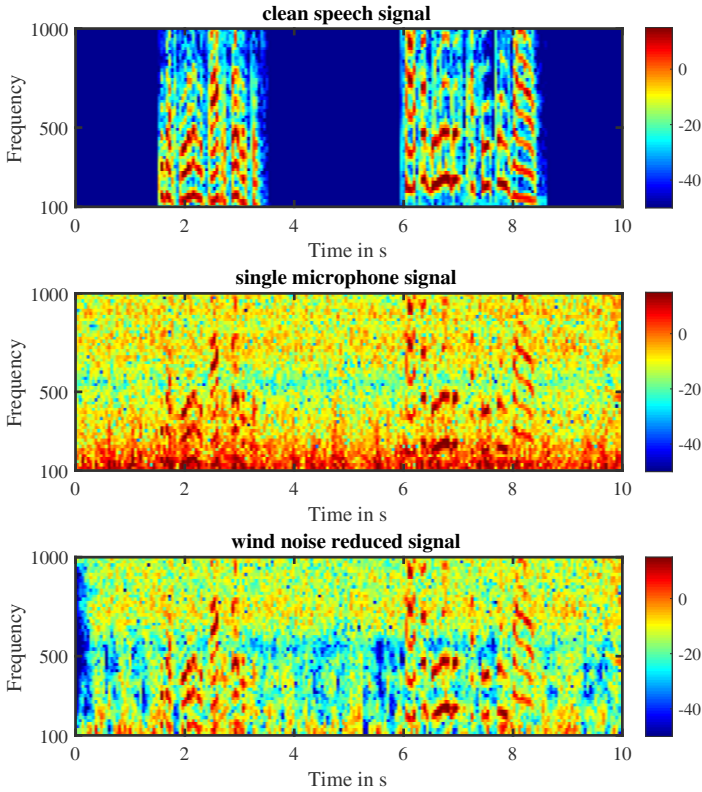 clean speech signal
1000
500
100
Frequency
0 2 4 6 8 10
Time in s
0
-20
-40
single microphone signal
1000
500
100
Frequency
0 2 4 6 8 10
Time in s
0
-20
-40
wind noise reduced signal
1000
500
100
Frequency
0 2 4 6 8 10
Time in s
0
-20
-40